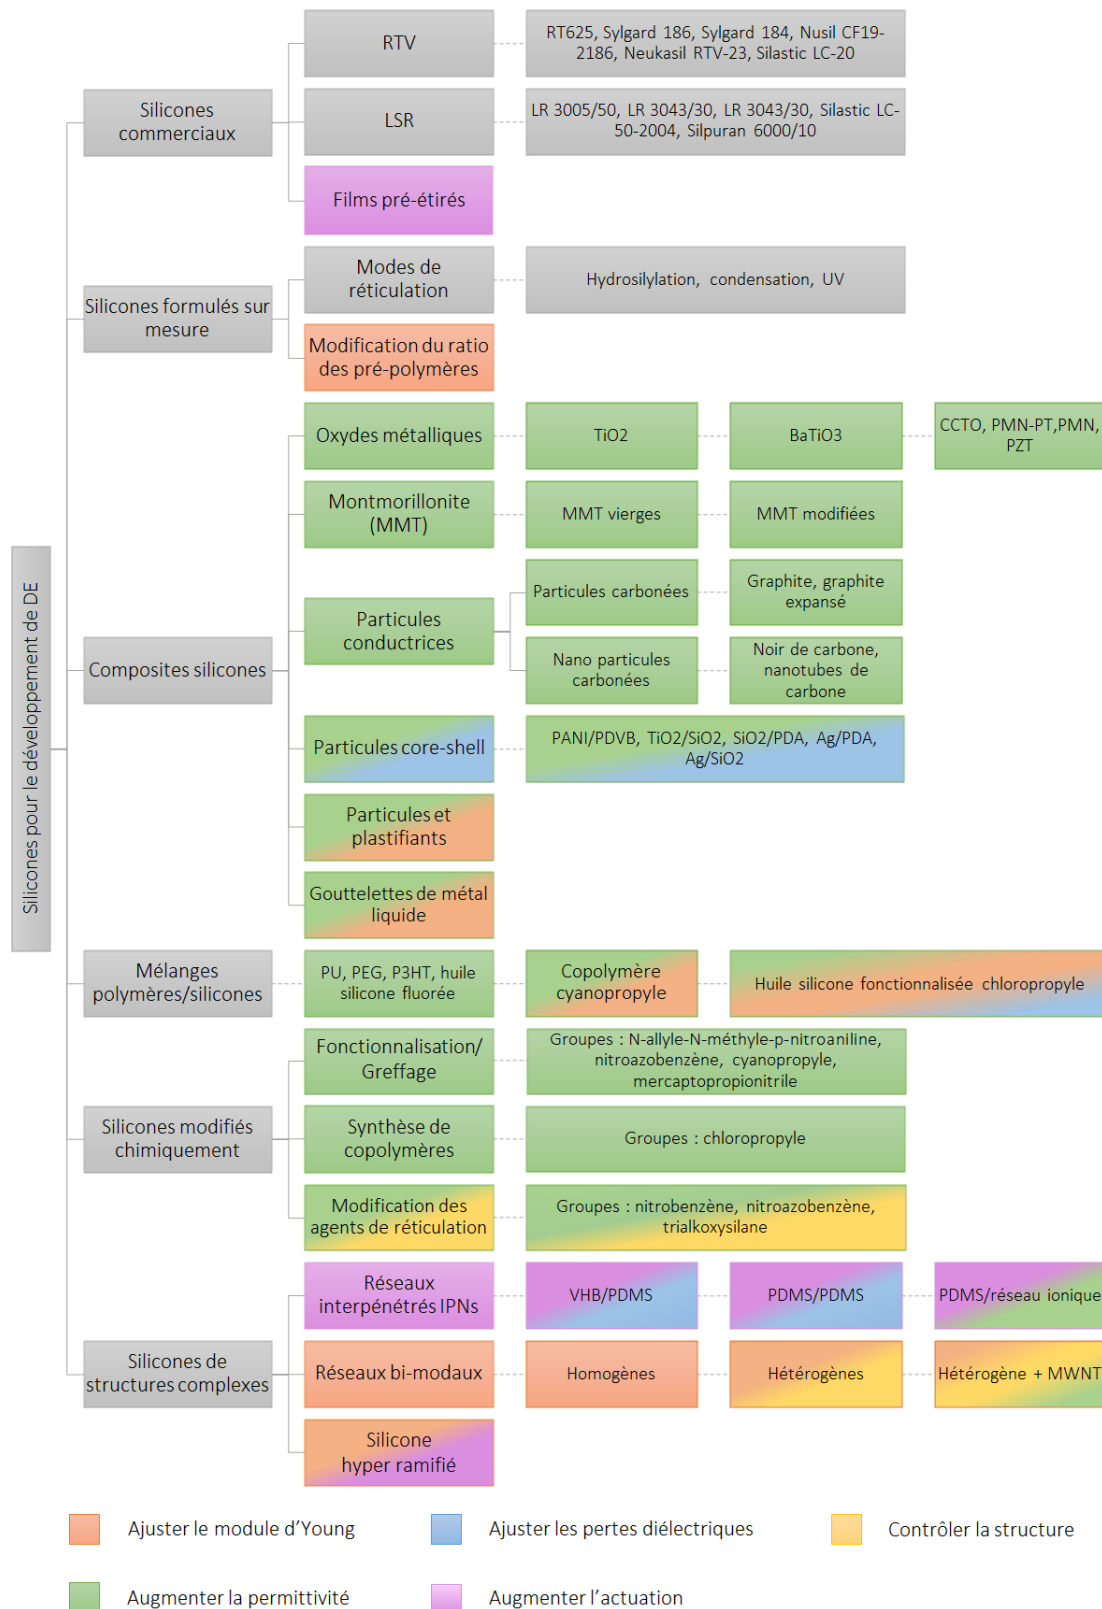 Silicones pour le développement de DE
Silicones
commerciaux
RTV
RT625, Sylgard 186, Sylgard 184, Nusil CF19-
2186, Neukasil RTV-23, Silastic LC-20
LSR
LR 3005/50, LR 3043/30, LR 3043/30, Silastic LC-
50-2004, Silpuran 6000/10
Films pré-étirés
Silicones formulés sur
mesure
Modes de
réticulation
Hydrosilylation, condensation, UV
Modification du ratio
des pré-polymères
Composites silicones
Oxydes métalliques
TiO2
BaTiO3
CCTO, PMN-PT,PMN,
PZT
Montmorillonite
(MMT)
MMT vierges
MMT modifiées
Particules
conductrices
Particules carbonées
Graphite, graphite
expansé
Nano particules
carbonées
Noir de carbone,
nanotubes de
carbone
Particules core-shell
PANI/PDVB, TiO2/SiO2, SiO2/PDA, Ag/PDA,
Ag/SiO2
Particules et
plastifiants
Gouttelettes de métal
liquide
Mélanges
polymères/silicones
PU, PEG, P3HT, huile
silicone fluorée
Copolymère
cyanopropyle
Huile silicone fonctionnalisée chloropropyle
Silicones modifiés
chimiquement
Fonctionnalisation/
Greffage
Groupes : N-allyle-N-méthyle-p-nitroaniline,
nitroazobenzène, cyanopropyle,
mercaptopropionitrile
Synthèse de
copolymères
Groupes : chloropropyle
Modification des
agents de réticulation
Groupes : nitrobenzène, nitroazobenzène,
trialkoxysilane
Silicones de
structures complexes
Réseaux
interpénétrés IPNs
VHB/PDMS
PDMS/PDMS
PDMS/réseau ionique
Réseaux bi-modaux
Homogènes
Hétérogènes
Hétérogène + MWNT
Silicone
hyper ramifié
Ajuster le module d'Young
Ajuster les pertes diélectriques
Contrôler la structure
Augmenter la permittivité
Augmenter l'actuation